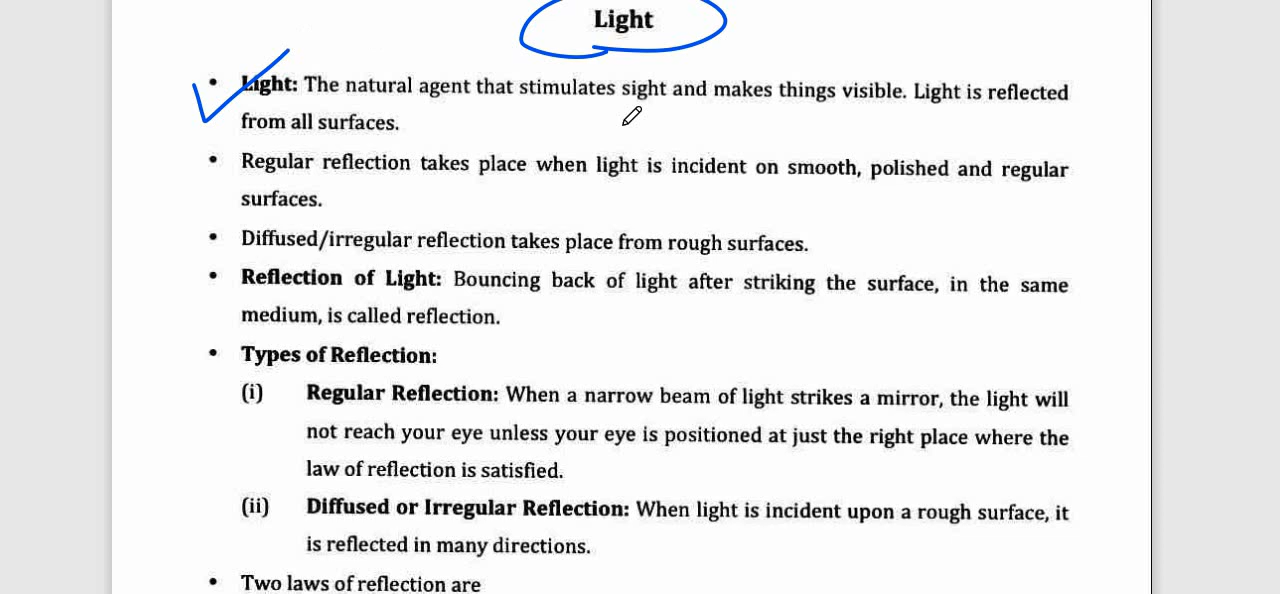 Light
• Light: The natural agent that stimulates sight and makes things visible. Light is reflected
from all surfaces.
• Regular reflection takes place when light is incident on smooth, polished and regular
surfaces.
• Diffused/irregular reflection takes place from rough surfaces.
• Reflection of Light: Bouncing back of light after striking the surface, in the same
medium, is called reflection.
• Types of Reflection:
(i) Regular Reflection: When a narrow beam of light strikes a mirror, the light will
not reach your eye unless your eye is positioned at just the right place where the
law of reflection is satisfied.
(ii) Diffused or Irregular Reflection: When light is incident upon a rough surface, it
is reflected in many directions.
• Two laws of reflection are